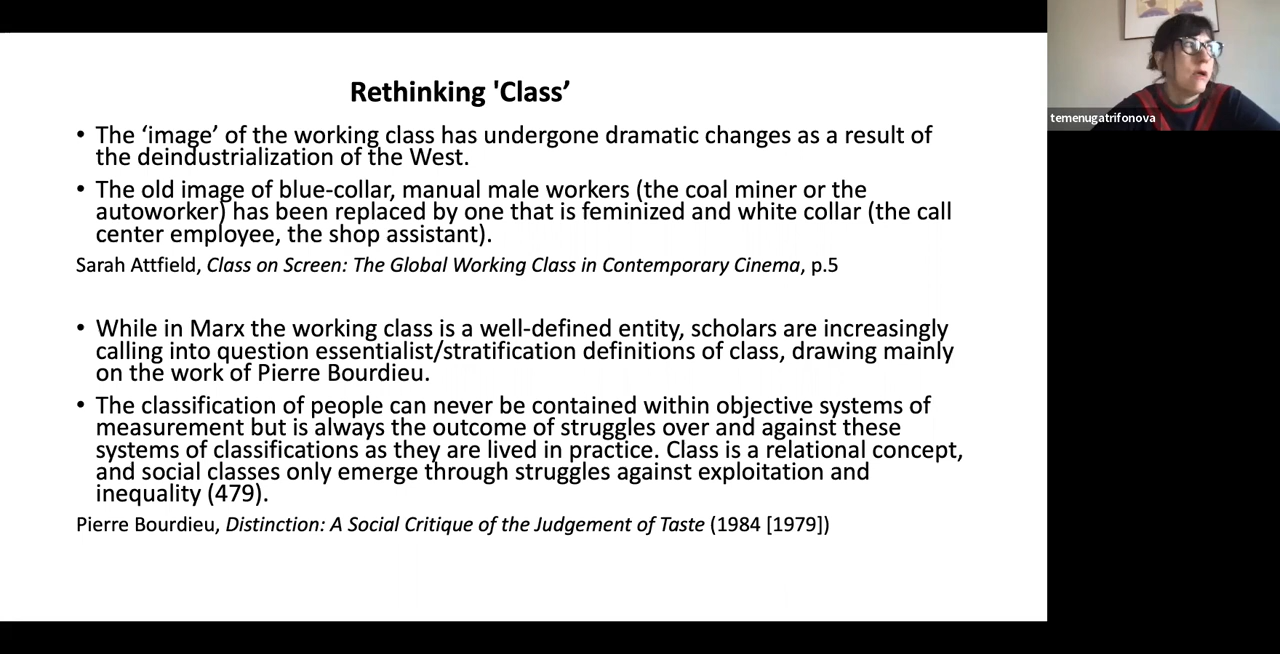 Rethinking 'Class’
• The ‘image’ of the working class has undergone dramatic changes as a result of
the deindustrialization of the West.
• The old image of blue-collar, manual male workers (the coal miner or the
autoworker) has been replaced by one that is feminized and white collar (the call
center employee, the shop assistant).
Sarah Attfield, Class on Screen: The Global Working Class in Contemporary Cinema, p.5
• While in Marx the working class is a well-defined entity, scholars are increasingly
calling into question essentialist/stratification definitions of class, drawing mainly
on the work of Pierre Bourdieu.
• The classification of people can never be contained within objective systems of
measurement but is always the outcome of struggles over and against these
systems of classifications as they are lived in practice. Class is a relational concept,
and social classes only emerge through struggles against exploitation and
inequality (479).
Pierre Bourdieu, Distinction: A Social Critique of the Judgement of Taste (1984 [1979])
temenugatrifonova